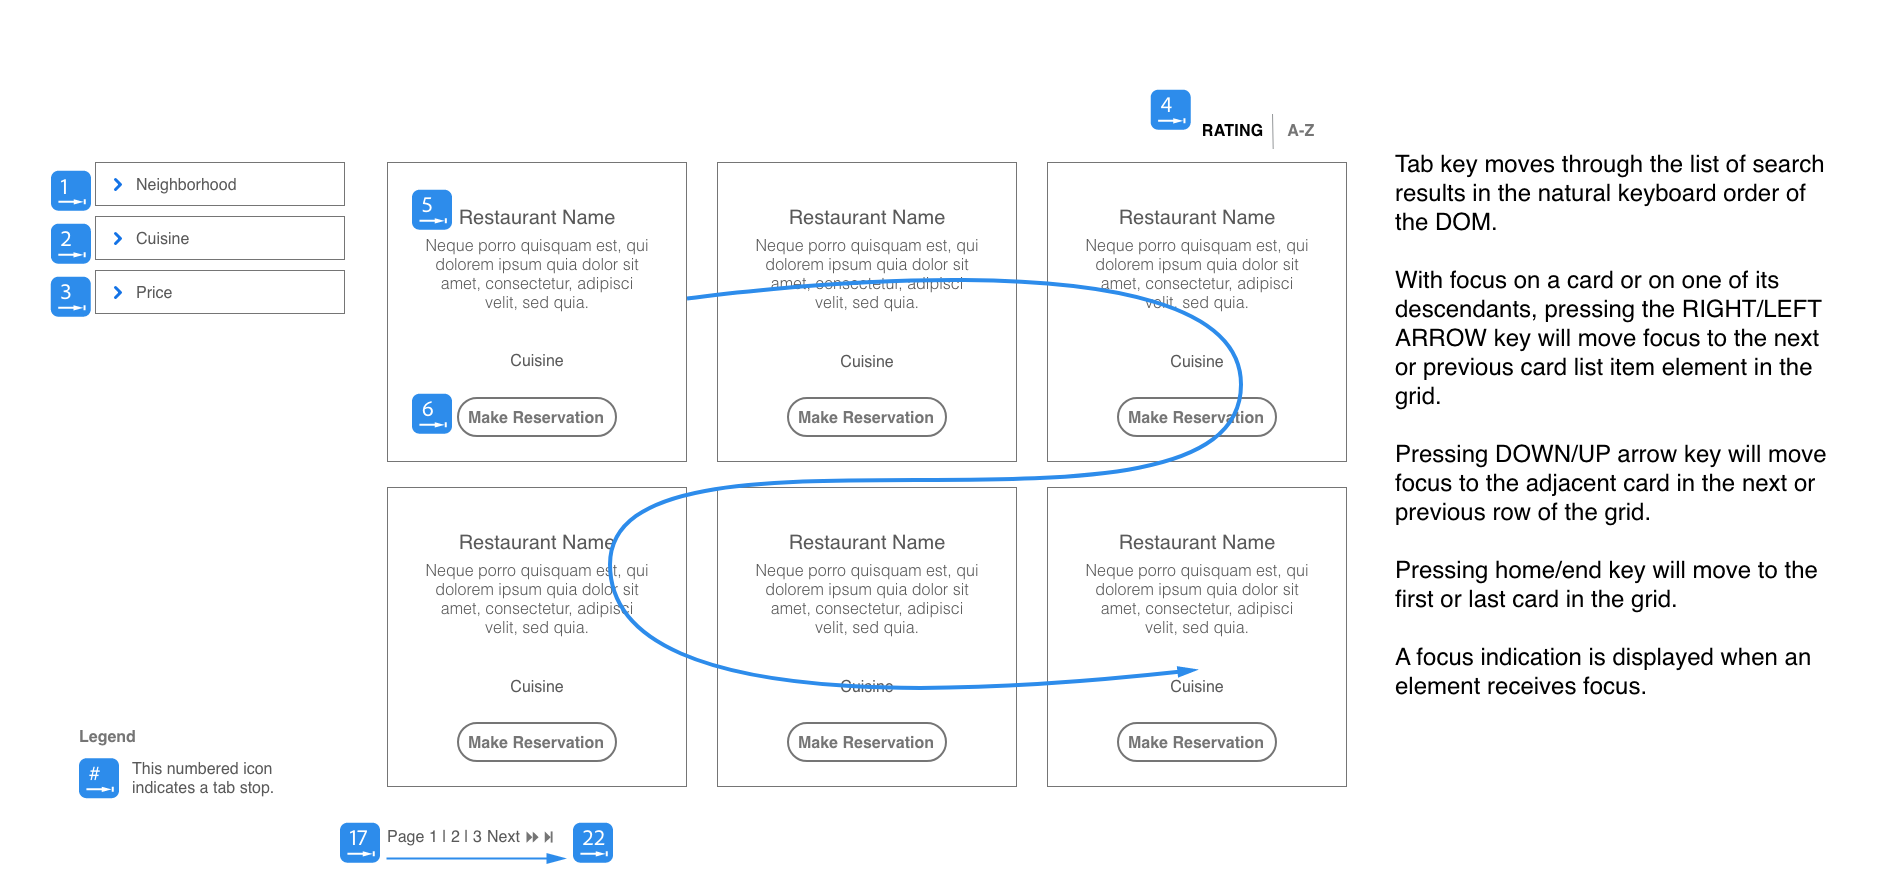 4
RATING
A-Z
1
Neighborhood
2
Cuisine
3
Price
5
Restaurant Name
Neque porro quisquam est, qui
dolorem ipsum quia dolor sit
amet, consectetur, adipisci
velit, sed quia.
Cuisine
6
Make Reservation
Restaurant Name
Neque porro quisquam est, qui
dolorem ipsum quia dolor sit
amet, consectetur, adipisci
velit, sed quia.
Cuisine
Make Reservation
Restaurant Name
Neque porro quisquam est, qui
dolorem ipsum quia dolor sit
amet, consectetur, adipisci
velit, sed quia.
Cuisine
Make Reservation
Restaurant Name
Neque porro quisquam est, qui
dolorem ipsum quia dolor sit
amet, consectetur, adipisci
velit, sed quia.
Cuisine
Make Reservation
Restaurant Name
Neque porro quisquam est, qui
dolorem ipsum quia dolor sit
amet, consectetur, adipisci
velit, sed quia.
Cuisine
Make Reservation
Restaurant Name
Neque porro quisquam est, qui
dolorem ipsum quia dolor sit
amet, consectetur, adipisci
velit, sed quia.
Cuisine
Make Reservation
Tab key moves through the list of search
results in the natural keyboard order of
the DOM.
With focus on a card or on one of its
descendants, pressing the RIGHT/LEFT
ARROW key will move focus to the next
or previous card list item element in the
grid.
Pressing DOWN/UP arrow key will move
focus to the adjacent card in the next or
previous row of the grid.
Pressing home/end key will move to the
first or last card in the grid.
A focus indication is displayed when an
element receives focus.
Legend
#
This numbered icon
indicates a tab stop.
17
Page 1 | 2 | 3 Next
22